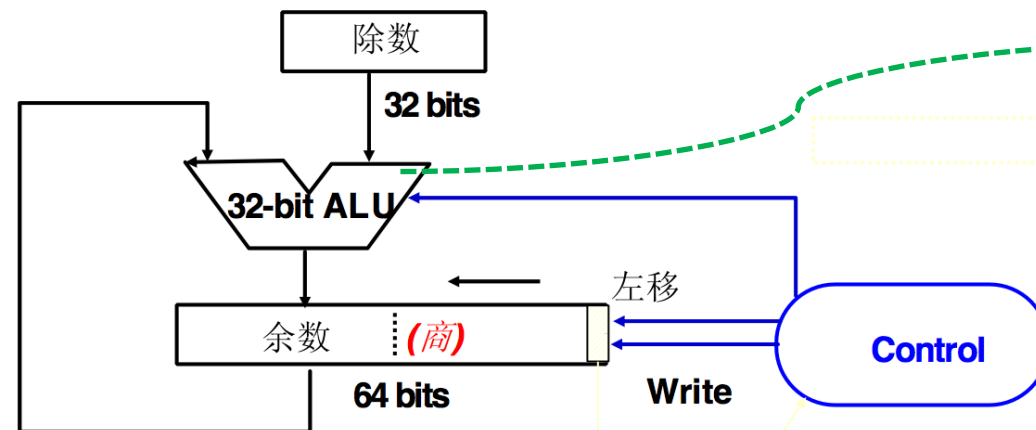 除数
32 bits
32-bit ALU
左移
余数
(商)
Control
64 bits
Write